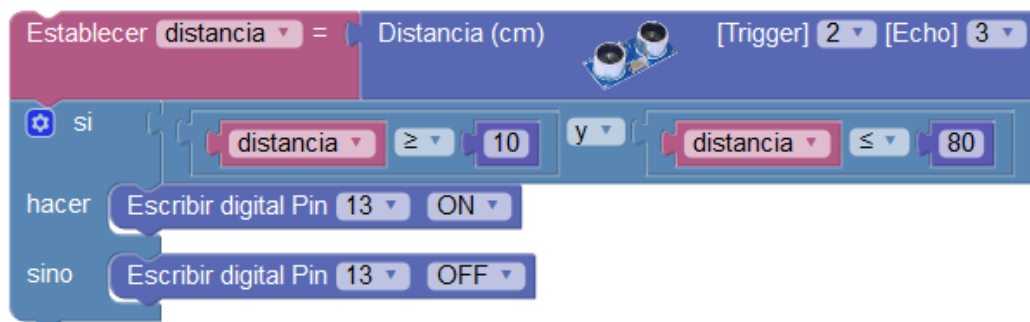 Establecer distancia = Distancia (cm) [Trigger] 2 [Echo] 3
si distancia ≥ 10 y distancia ≤ 80
hacer Escribir digital Pin 13 ON
sino Escribir digital Pin 13 OFF